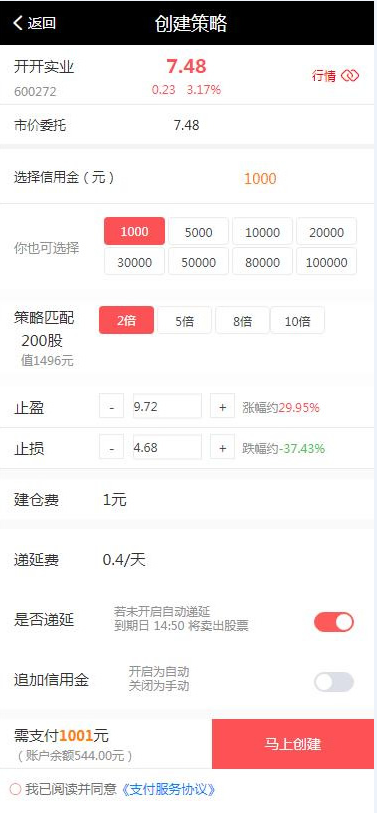 返回 创建策略
开开实业 7.48 行情
600272 0.23 3.17%
市价委托 7.48
选择信用金（元） 1000
你也可选择 1000 5000 10000 20000
30000 50000 80000 100000
策略匹配 2倍 5倍 8倍 10倍
200股
值1496元
止盈 - 9.72 + 涨幅约29.95%
止损 - 4.68 + 跌幅约-37.43%
建仓费 1元
递延费 0.4/天
是否递延 若未开启自动递延
到期日 14:50 将卖出股票
追加信用金 开启为自动
关闭为手动
需支付1001元 马上创建
（账户余额544.00元）
我已阅读并同意《支付服务协议》